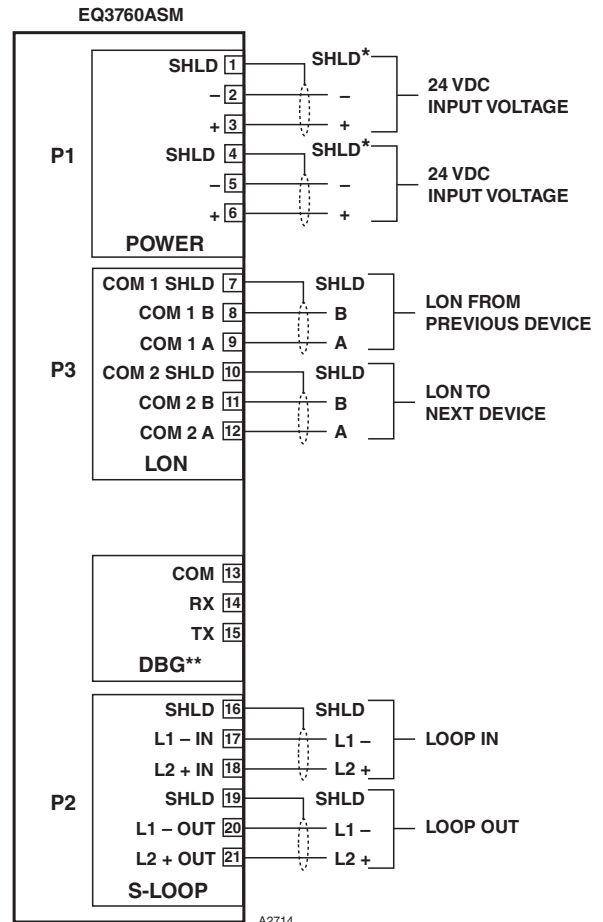 EQ3760ASM
SHLD 1 SHLD*
– 2 –
+ 3 +
24 VDC
INPUT VOLTAGE
P1
SHLD 4 SHLD*
– 5 –
+ 6 +
24 VDC
INPUT VOLTAGE
POWER
COM 1 SHLD 7 SHLD
COM 1 B 8 B
COM 1 A 9 A
LON FROM
PREVIOUS DEVICE
P3
COM 2 SHLD 10 SHLD
COM 2 B 11 B
COM 2 A 12 A
LON TO
NEXT DEVICE
LON
COM 13
RX 14
TX 15
DBG**
SHLD 16 SHLD
L1 – IN 17 L1 –
L2 + IN 18 L2 +
LOOP IN
P2
SHLD 19 SHLD
L1 – OUT 20 L1 –
L2 + OUT 21 L2 +
LOOP OUT
S-LOOP
A2714